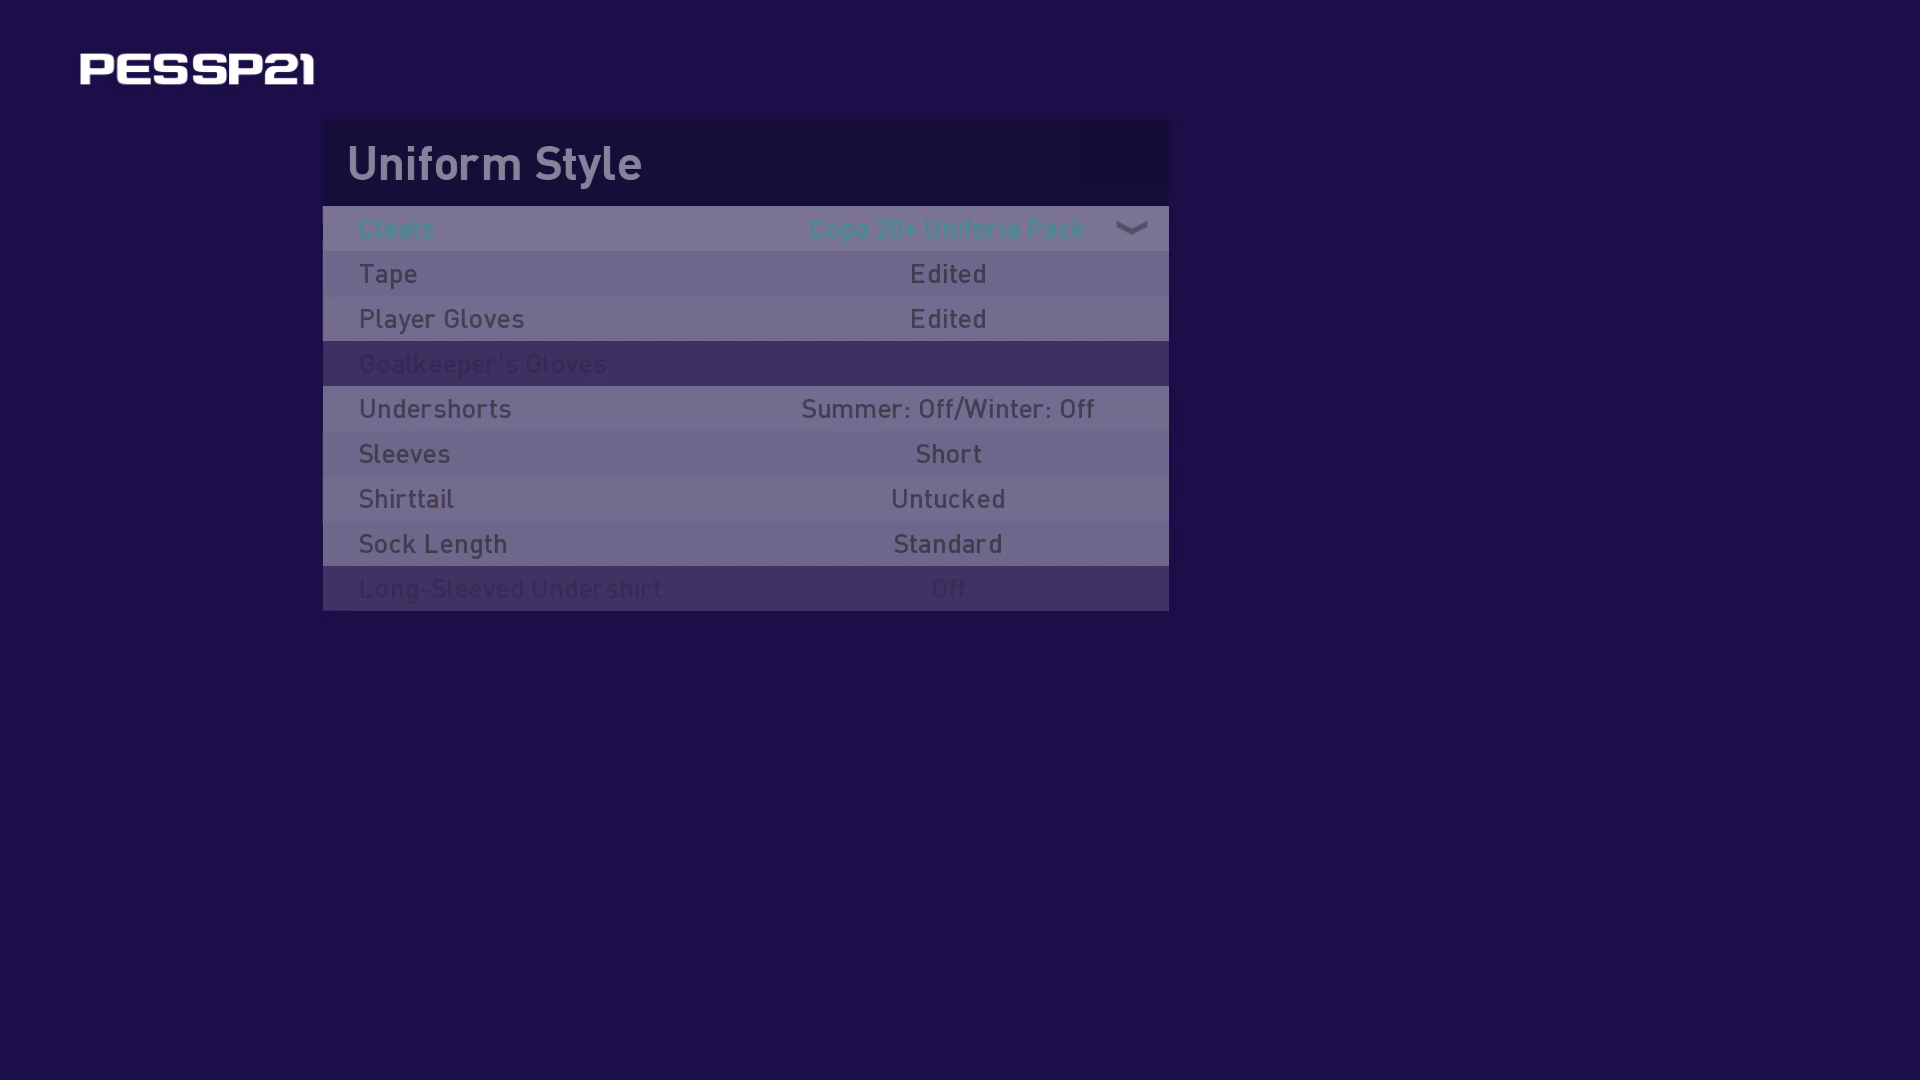 PESSP21
Uniform Style
Cleats Copa 20+ Uniforia Pack
Tape Edited
Player Gloves Edited
Goalkeeper's Gloves
Undershorts Summer: Off/Winter: Off
Sleeves Short
Shirttail Untucked
Sock Length Standard
Long-Sleeved Undershirt Off